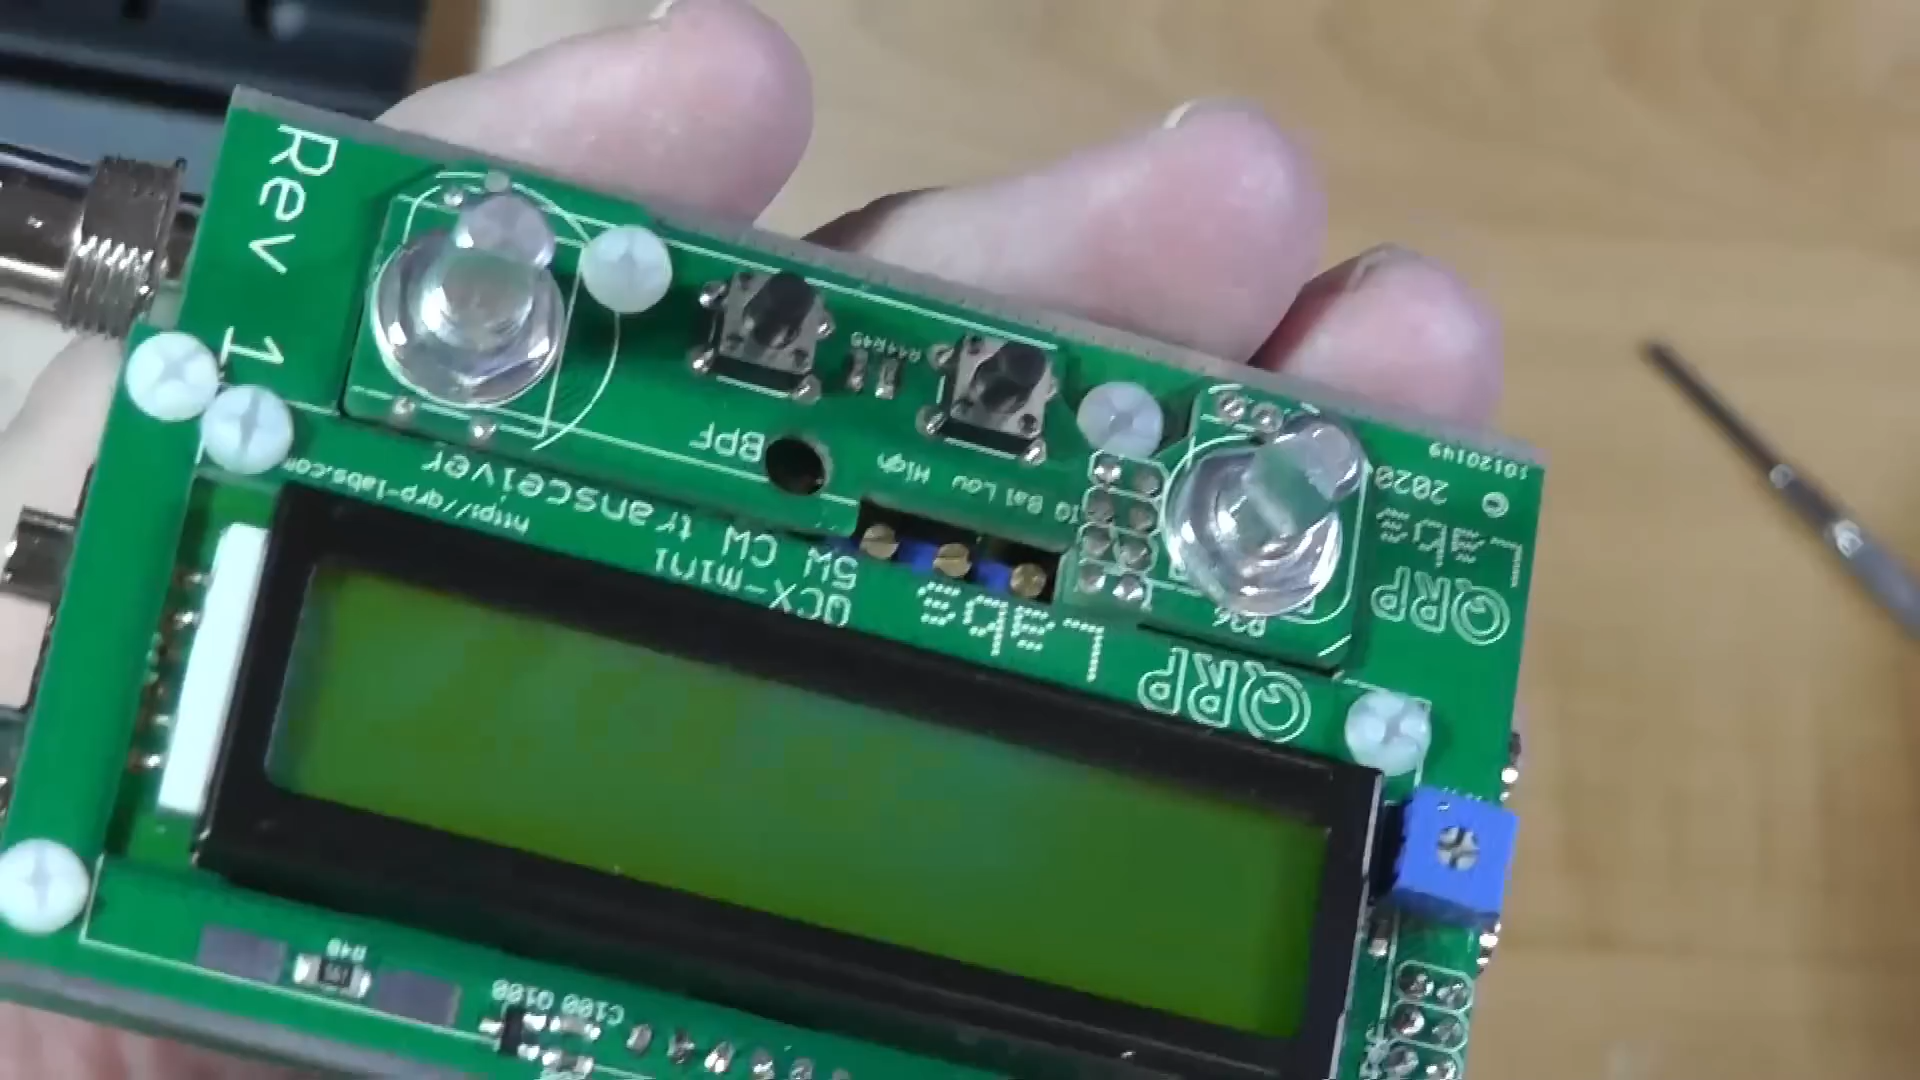 Rev 1
QRP
Labs
© 2020
QRP
Labs
QCX-mini
5W CW transceiver
http://qrp-labs.com
BPF
IQ Bal Low High
R44 R45
R36
R48
C100 Q100